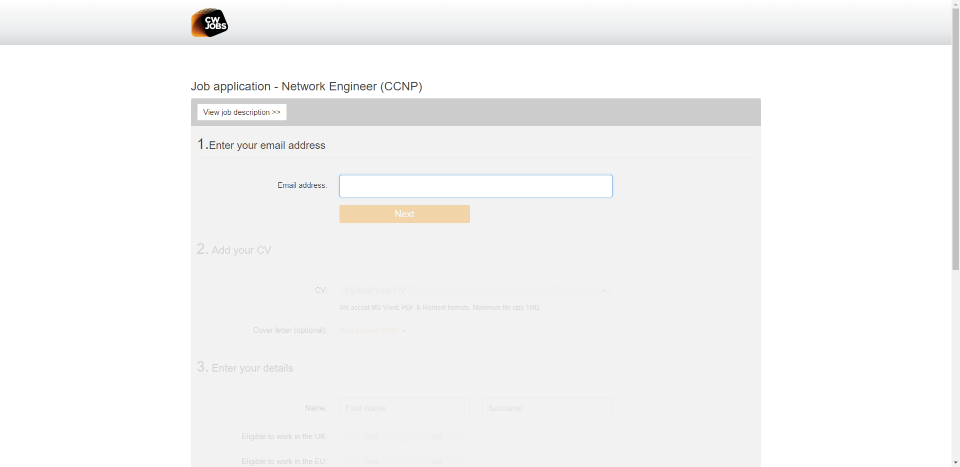 CW
JOBS
Job application - Network Engineer (CCNP)
View job description >>
1.Enter your email address
Email address:
Next
2. Add your CV
CV:
Upload your CV
We accept MS Word, PDF & Richtext formats. Maximum file size 1MB.
Cover letter (optional):
3. Enter your details
Name:
First name
Surname
Eligible to work in the UK:
Yes
No
Eligible to work in the EU:
Yes
No